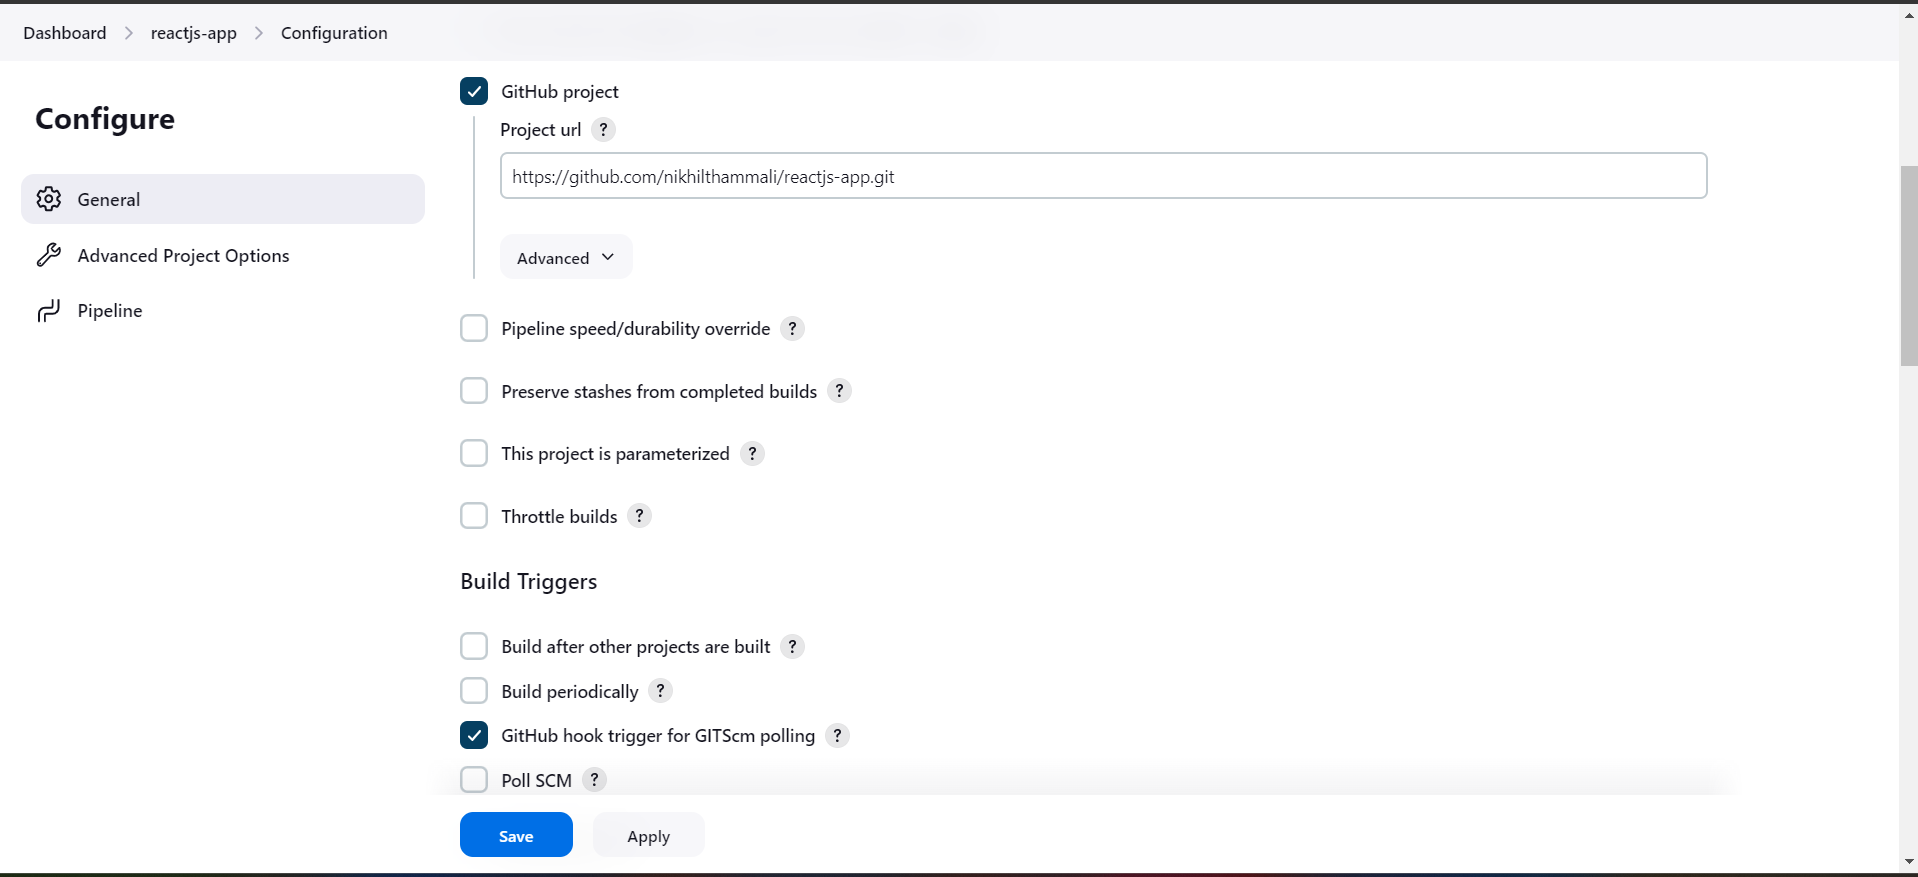 Dashboard > reactjs-app > Configuration
Configure
General
Advanced Project Options
Pipeline
GitHub project
Project url ?
https://github.com/nikhilthammali/reactjs-app.git
Advanced
Pipeline speed/durability override ?
Preserve stashes from completed builds ?
This project is parameterized ?
Throttle builds ?
Build Triggers
Build after other projects are built ?
Build periodically ?
GitHub hook trigger for GITScm polling ?
Poll SCM ?
Save
Apply